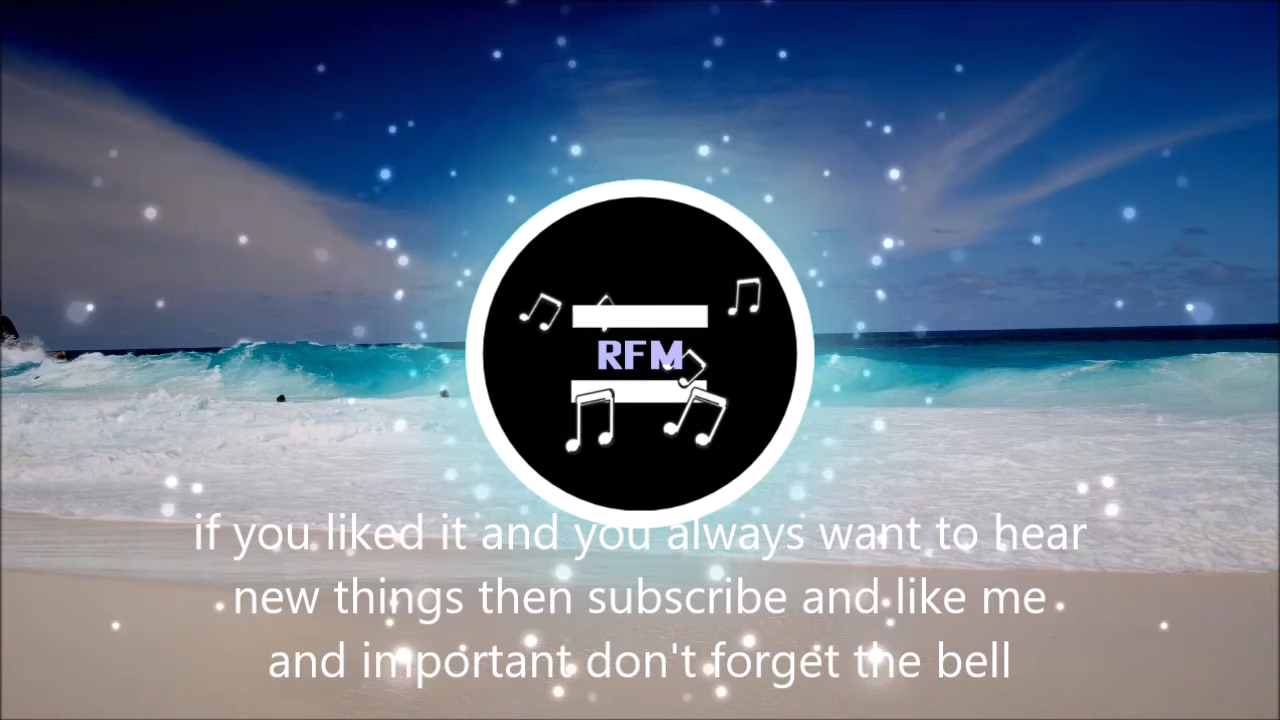 RFM
if you liked it and you always want to hear
new things then subscribe and like me
and important don't forget the bell